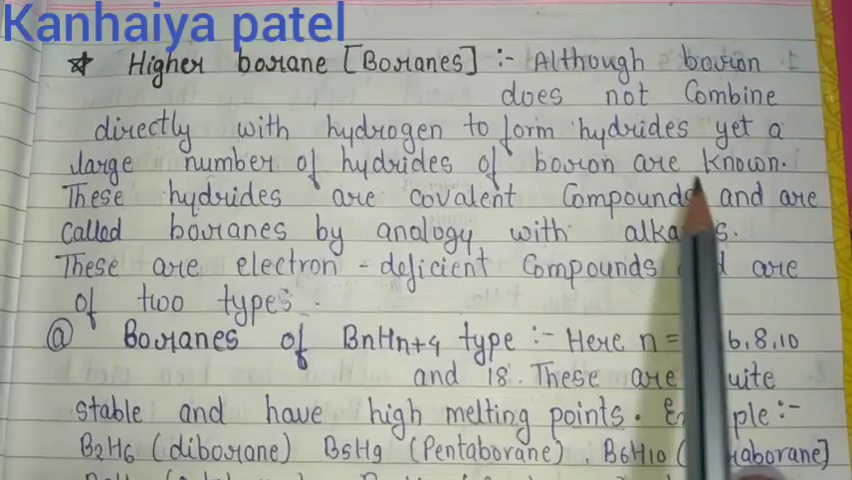 Kanhaiya patel
☆ Higher borane [Boranes] :- Although boron
does not Combine
directly with hydrogen to form hydrides yet a
large number of hydrides of boron are known.
These hydrides are covalent Compounds and are
Called boranes by analogy with
These are electron - deficient Compounds are
of two types.
@ Boranes of BnHn+4 type :- Here n = 6,8,10
and 18. These are
stable and have high melting points. :-
B2H6 (diborane) B5H9 (Pentaborane), B6H10